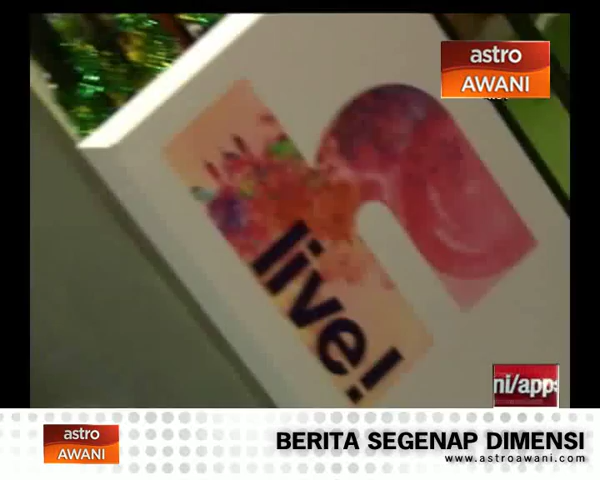 astro
AWANI
live!
ni/apps
astro
AWANI
BERITA SEGENAP DIMENSI
www.astroawani.com